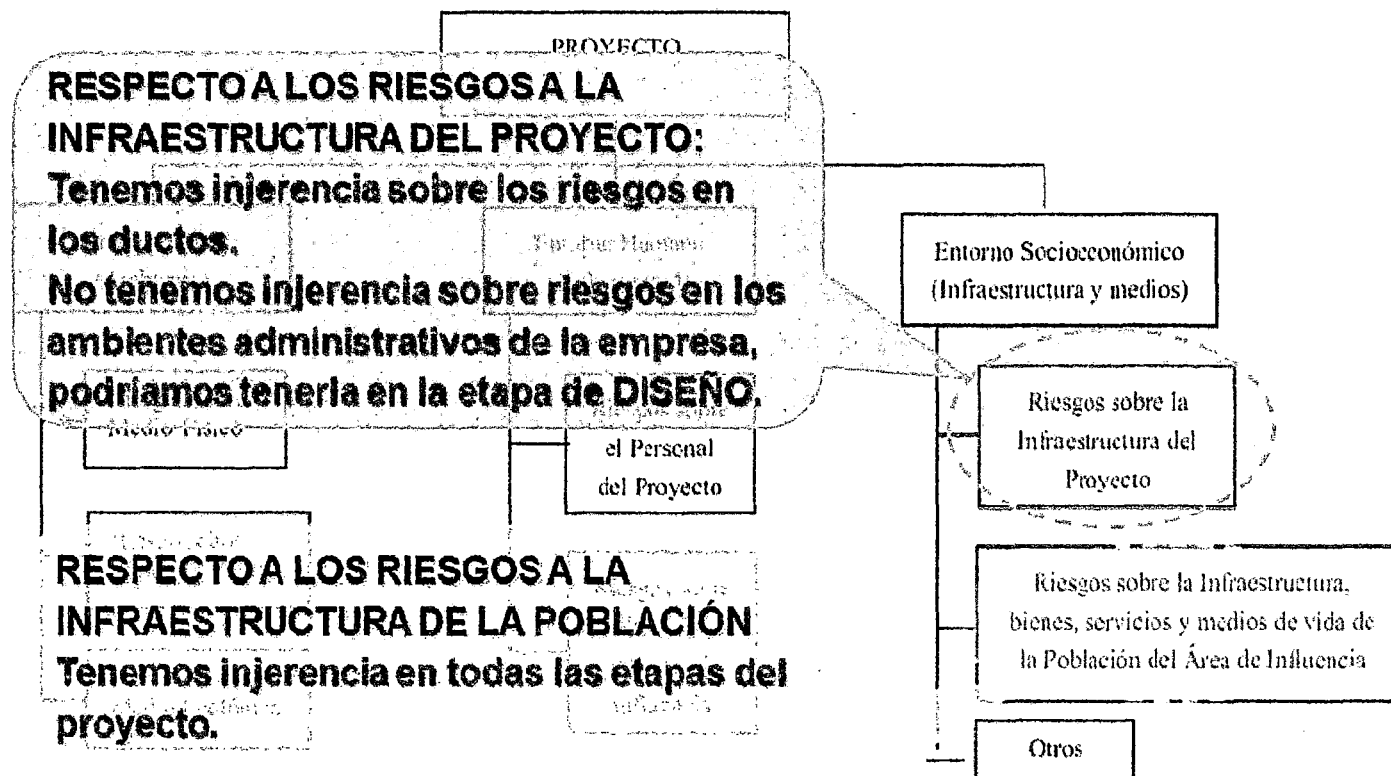 PROYECTO
RESPECTO A LOS RIESGOS A LA
INFRAESTRUCTURA DEL PROYECTO:
Tenemos injerencia sobre los riesgos en
los ductos.
No tenemos injerencia sobre riesgos en los
ambientes administrativos de la empresa,
podríamos tenerla en la etapa de DISEÑO.
Medio Físico
el Personal
del Proyecto
RESPECTO A LOS RIESGOS A LA
INFRAESTRUCTURA DE LA POBLACIÓN
Tenemos injerencia en todas las etapas del
proyecto.
Entorno Socioeconómico
(Infraestructura y medios)
Riesgos sobre la
Infraestructura del
Proyecto
Riesgos sobre la Infraestructura,
bienes, servicios y medios de vida de
la Población del Área de Influencia
Otros